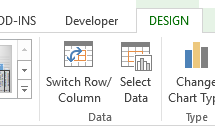 DD-INS Developer DESIGN
Switch Row/ Select Change
Column Data Chart Typ
Data Type